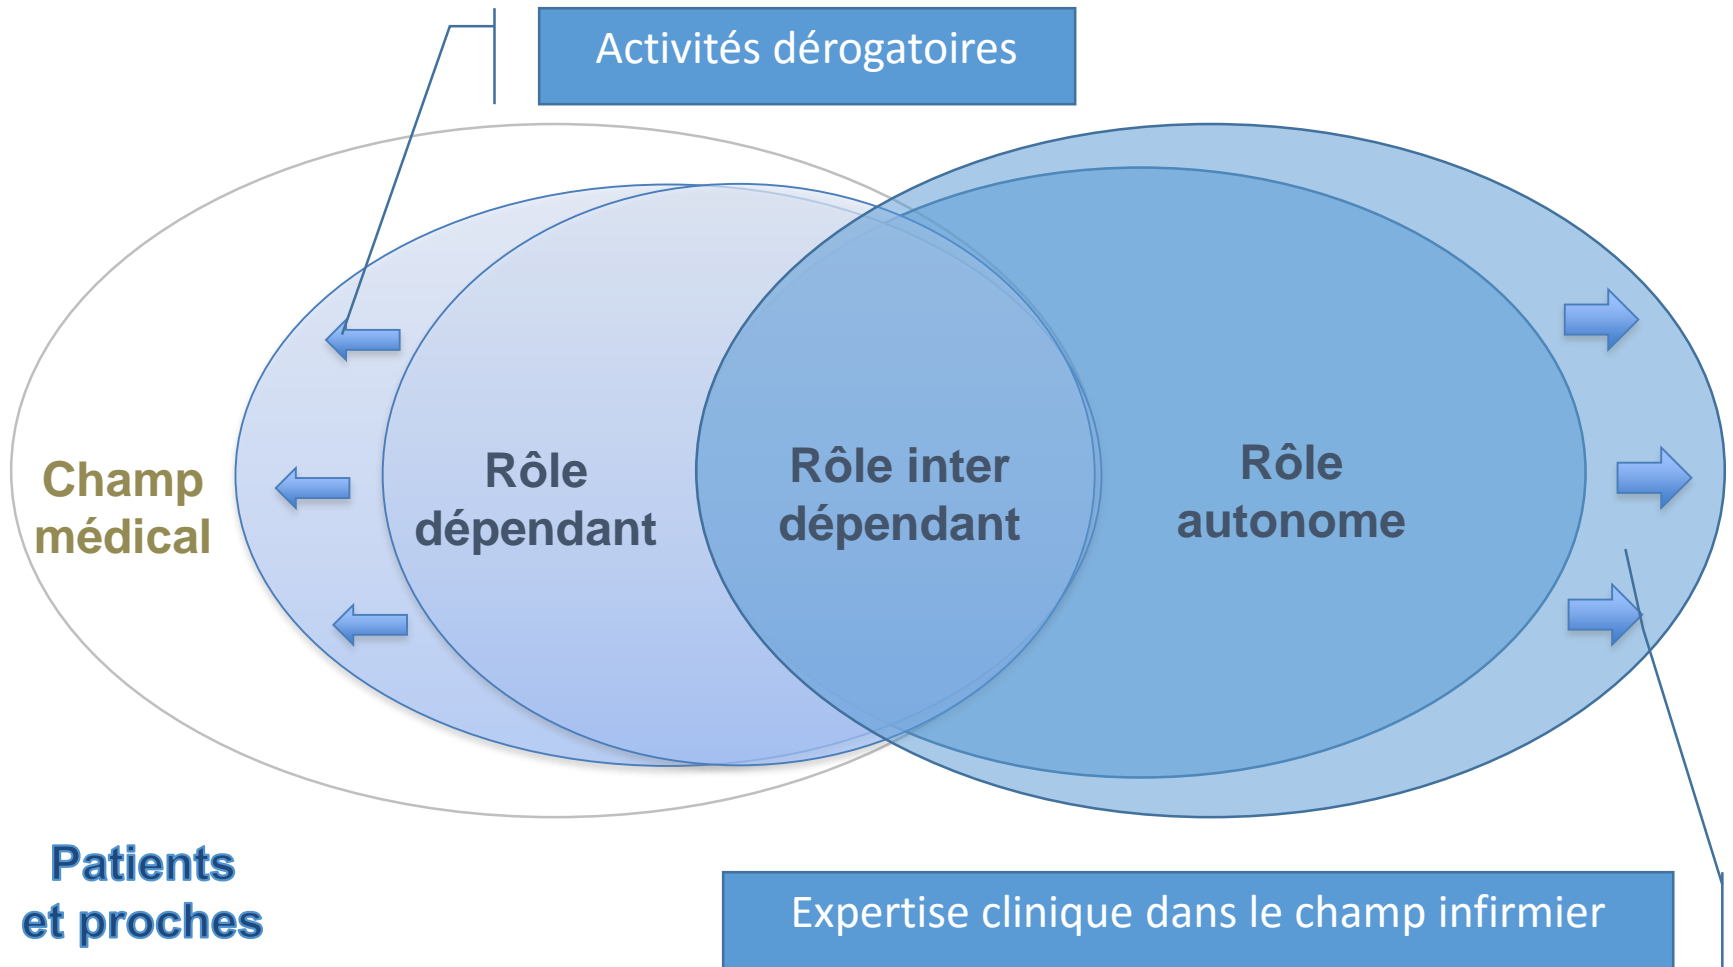 Activités dérogatoires
Champ
médical
Rôle
dépendant
Rôle inter
dépendant
Rôle
autonome
Patients
et proches
Expertise clinique dans le champ infirmier